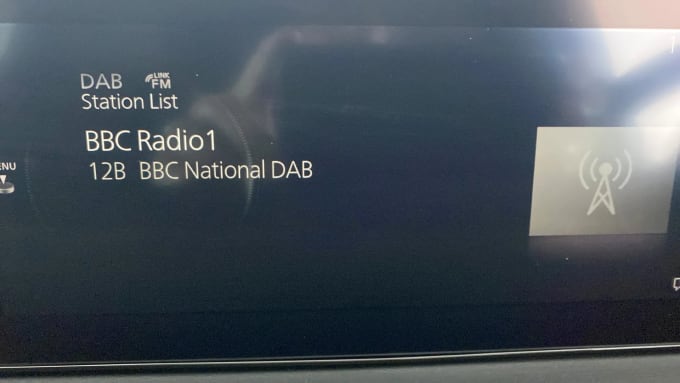 DAB LINK FM
Station List
BBC Radio1
12B BBC National DAB